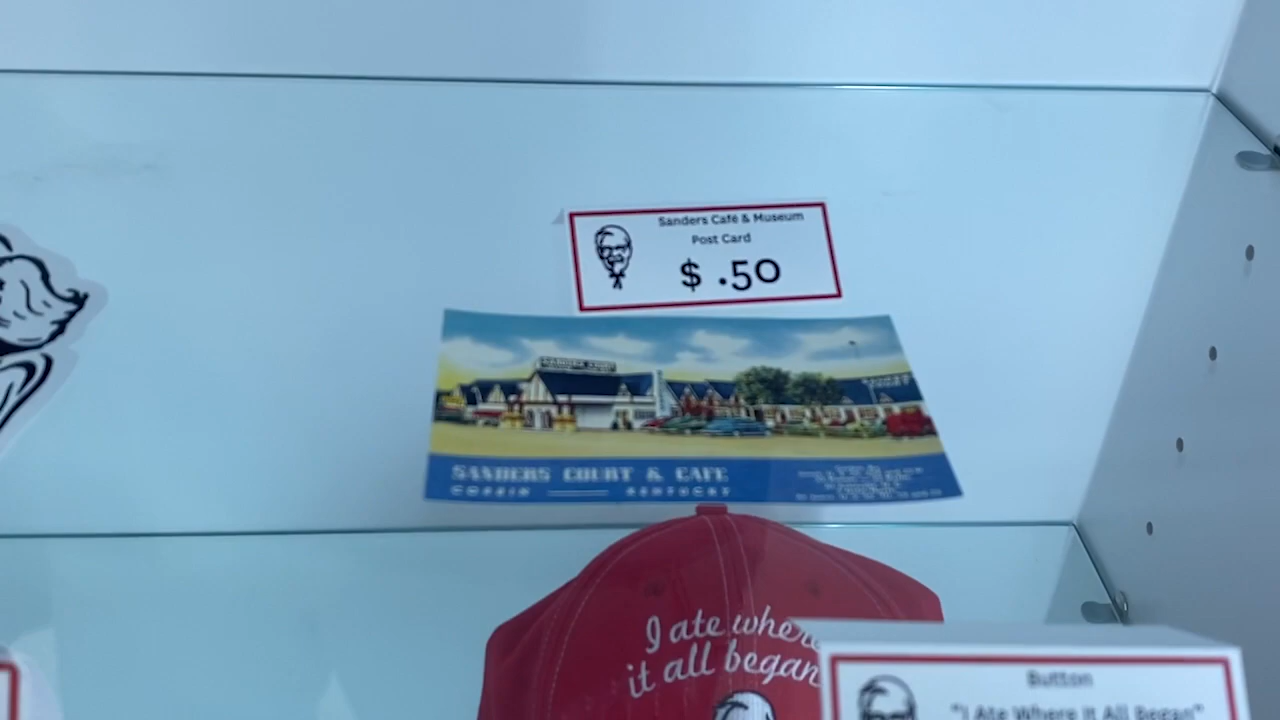 Sanders Café & Museum
Post Card
$ .50
SANDERS COURT & CAFE
CORBIN KENTUCKY
I ate where
it all began
Button
"I Ate Where It All Began"